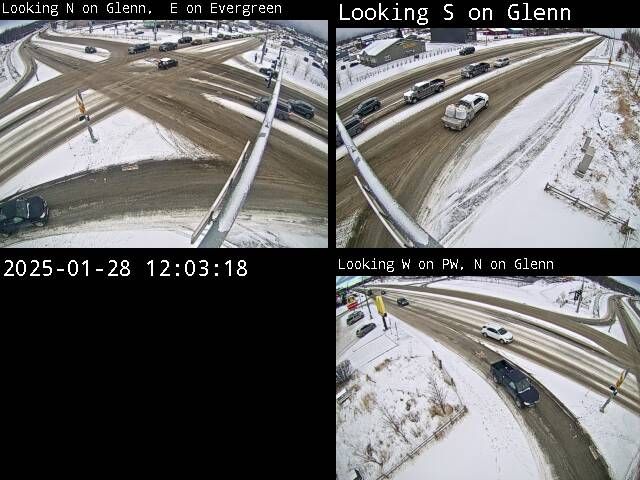 Looking N on Glenn,  E on Evergreen
Looking S on Glenn
2025-01-28 12:03:18
Looking W on PW, N on Glenn